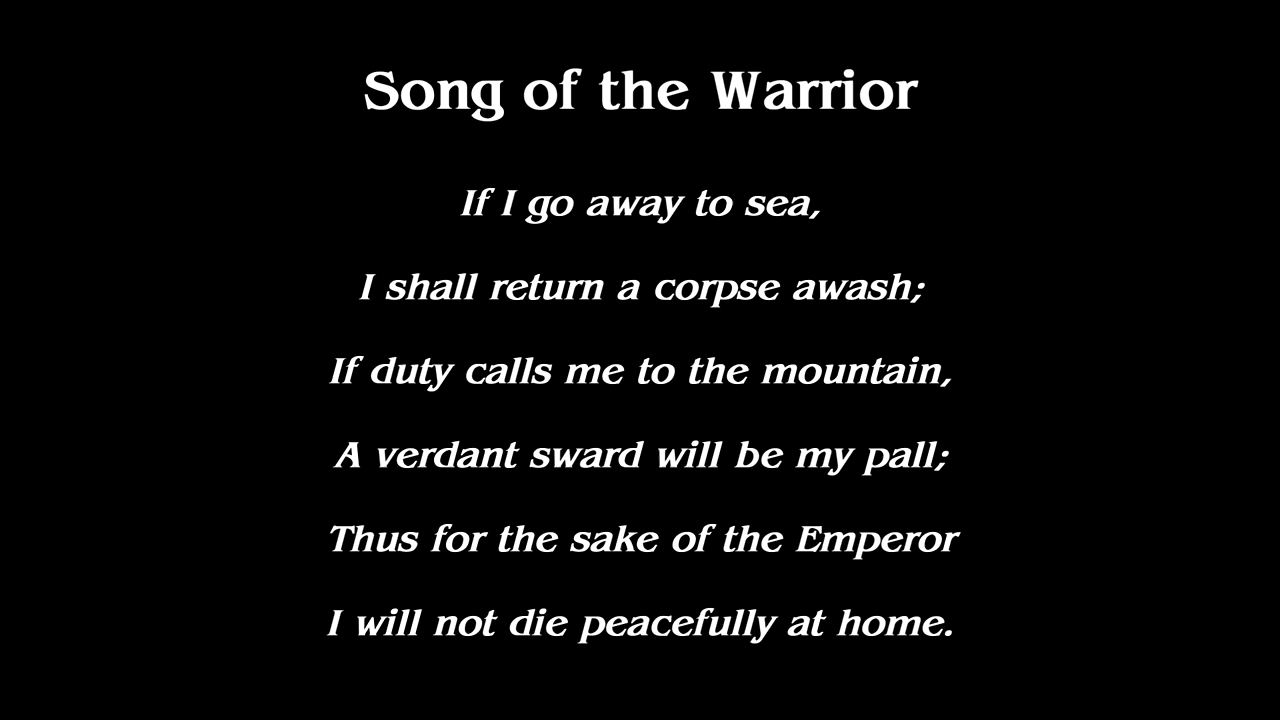 Song of the Warrior
If I go away to sea,
I shall return a corpse awash;
If duty calls me to the mountain,
A verdant sward will be my pall;
Thus for the sake of the Emperor
I will not die peacefully at home.